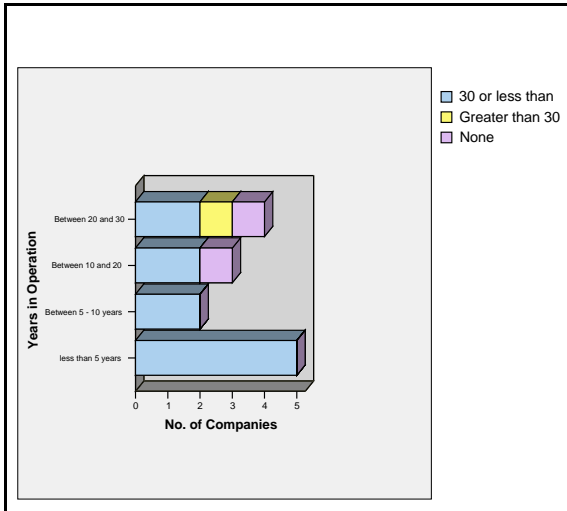 30 or less than
Greater than 30
None
Years in Operation
Between 20 and 30
Between 10 and 20
Between 5 - 10 years
less than 5 years
0 1 2 3 4 5
No. of Companies